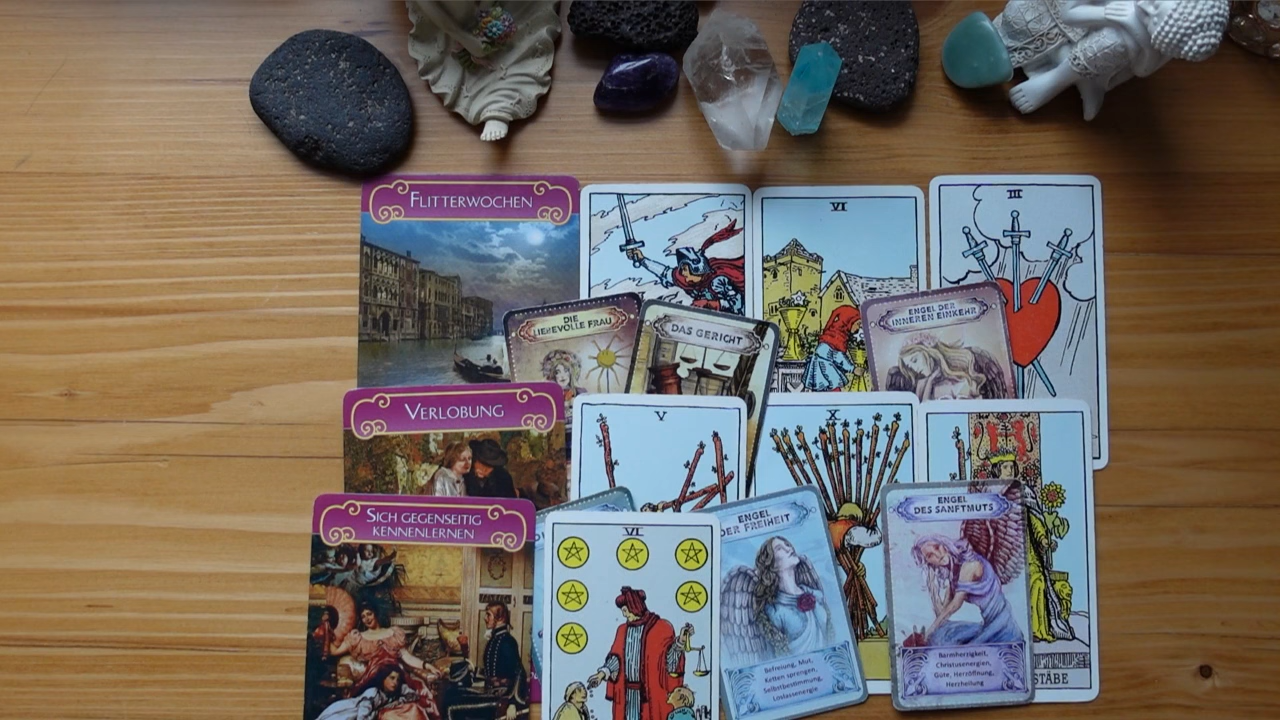 FLITTERWOCHEN
VI
III
DIE
LIEBEVOLLE FRAU
DAS GERICHT
ENGEL DER
INNEREN EINKEHR
VERLOBUNG
V
X
SICH GEGENSEITIG
KENNENLERNEN
VI
ENGEL
DER FREIHEIT
ENGEL
DES SANFTMUTS
Befreiung, Mut,
Ketten sprengen,
Selbstbestimmung,
Loslassenergie
Barmherzigkeit,
Christusenergien,
Güte, Herzöffnung,
Herzheilung
STÄBE